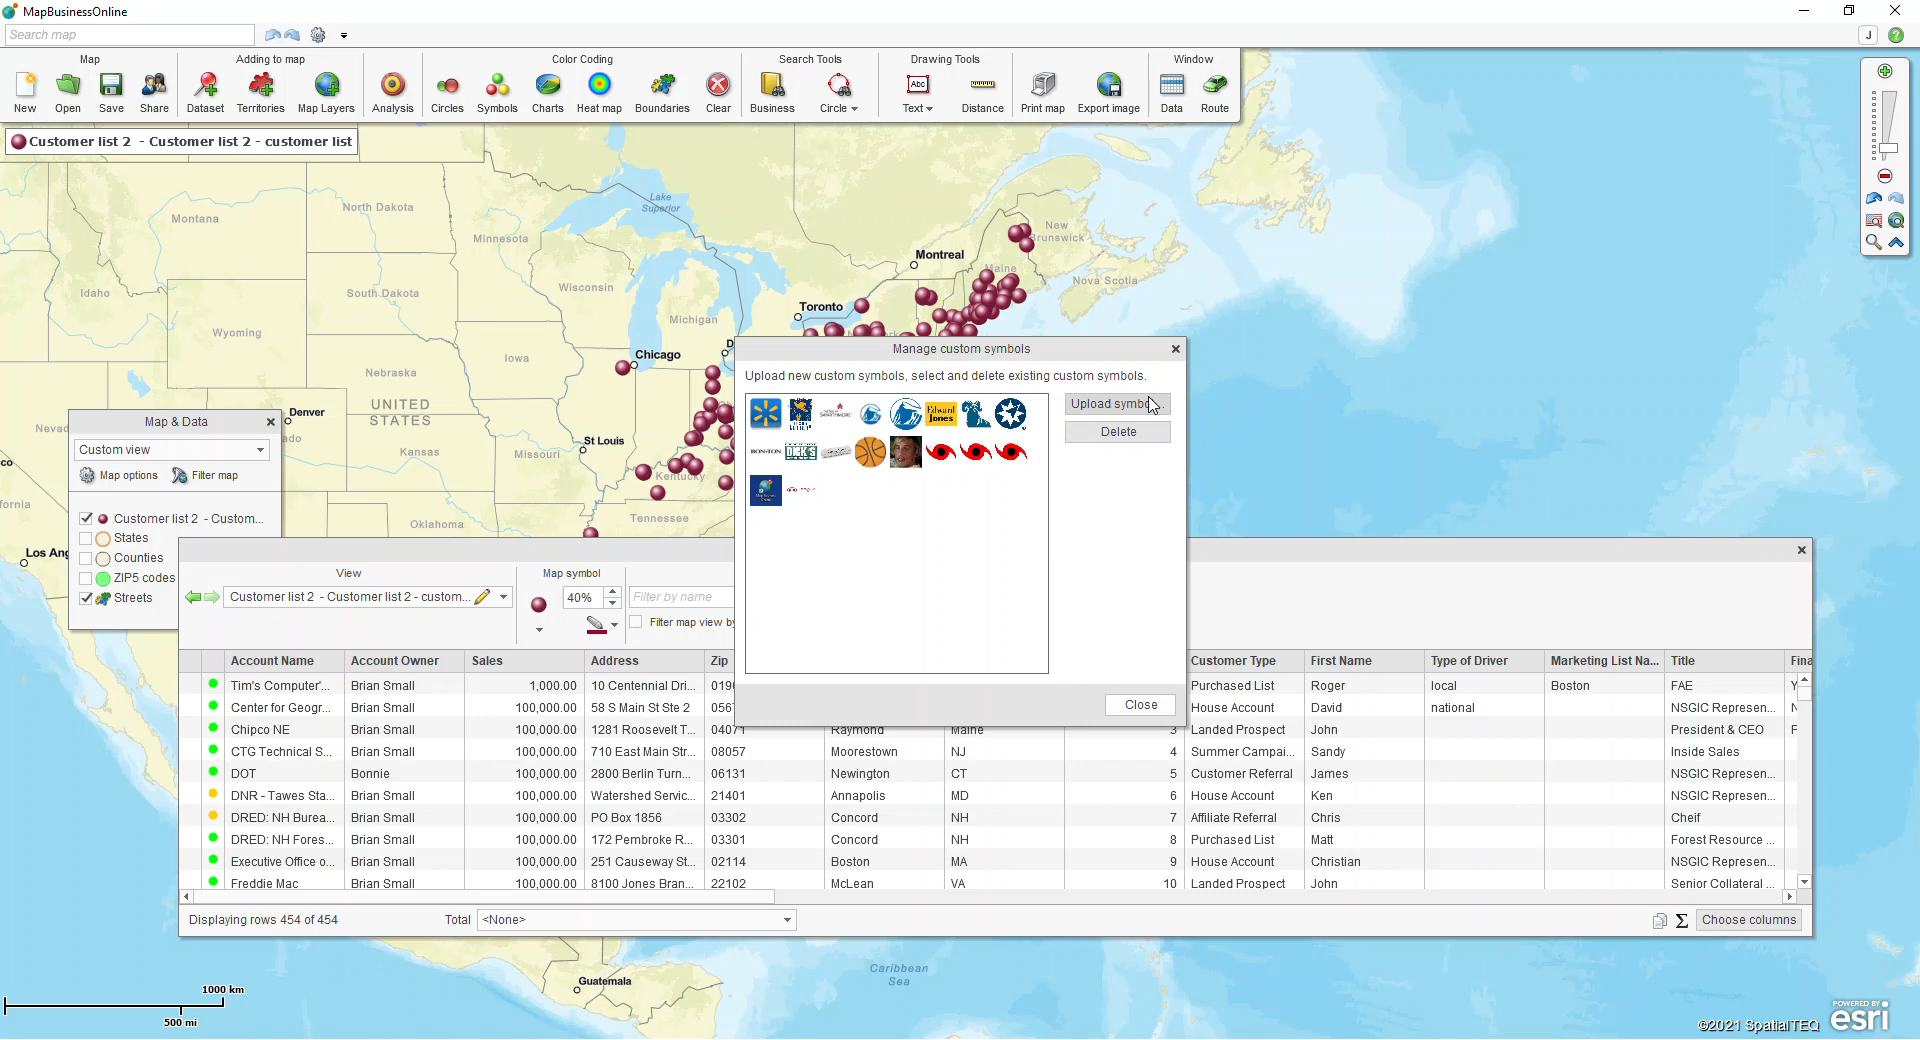 MapBusinessOnline
Search map
J
Map
Adding to map
Color Coding
Search Tools
Drawing Tools
Window
New
Open
Save
Share
Dataset
Territories
Map Layers
Analysis
Circles
Symbols
Charts
Heat map
Boundaries
Clear
Business
Circle
Abc
Text
Distance
Print map
Export image
Data
Route
Customer list 2 - Customer list 2 - customer list
Montana
North Dakota
Minnesota
Lake
Superior
Montreal
New
Brunswick
Maine
Nova Scotia
Idaho
South Dakota
Wisconsin
Toronto
Wyoming
Michigan
Iowa
Chicago
Nebraska
UNITED
STATES
Denver
Kansas
Missouri
St Louis
Kentucky
Oklahoma
Tennessee
Los Ang
Guatemala
Caribbean
Sea
Map & Data
Custom view
Map options
Filter map
Customer list 2 - Custom...
States
Counties
ZIP5 codes
Streets
Manage custom symbols
Upload new custom symbols, select and delete existing custom symbols.
Edward
Jones
BON-TON
DICK'S
Upload symbo
Delete
Close
View
Customer list 2 - Customer list 2 - custom...
Map symbol
40%
Filter by name
Filter map view by
Account Name Account Owner Sales Address Zip Customer Type First Name Type of Driver Marketing List Na... Title Fina
Tim's Computer'... Brian Small 1,000.00 10 Centennial Dri... 019 Purchased List Roger local Boston FAE Y
Center for Geogr... Brian Small 100,000.00 58 S Main St Ste 2 056 House Account David national NSGIC Represen... N
Chipco NE Brian Small 100,000.00 1281 Roosevelt T... 04071 Raymond Maine 3 Landed Prospect John President & CEO F
CTG Technical S... Brian Small 100,000.00 710 East Main Str... 08057 Moorestown NJ 4 Summer Campai... Sandy Inside Sales
DOT Bonnie 100,000.00 2800 Berlin Turn... 06131 Newington CT 5 Customer Referral James NSGIC Represen...
DNR - Tawes Sta... Brian Small 100,000.00 Watershed Servic... 21401 Annapolis MD 6 House Account Ken NSGIC Represen...
DRED: NH Burea... Brian Small 100,000.00 PO Box 1856 03302 Concord NH 7 Affiliate Referral Chris Cheif
DRED: NH Fores... Brian Small 100,000.00 172 Pembroke R... 03301 Concord NH 8 Purchased List Matt Forest Resource ...
Executive Office o... Brian Small 100,000.00 251 Causeway St... 02114 Boston MA 9 House Account Christian NSGIC Represen...
Freddie Mac Brian Small 100,000.00 8100 Jones Bran... 22102 McLean VA 10 Landed Prospect John Senior Collateral ...
Displaying rows 454 of 454
Total <None>
Choose columns
1000 km
500 mi
©2021 SpatialTEQ
POWERED BY
esri